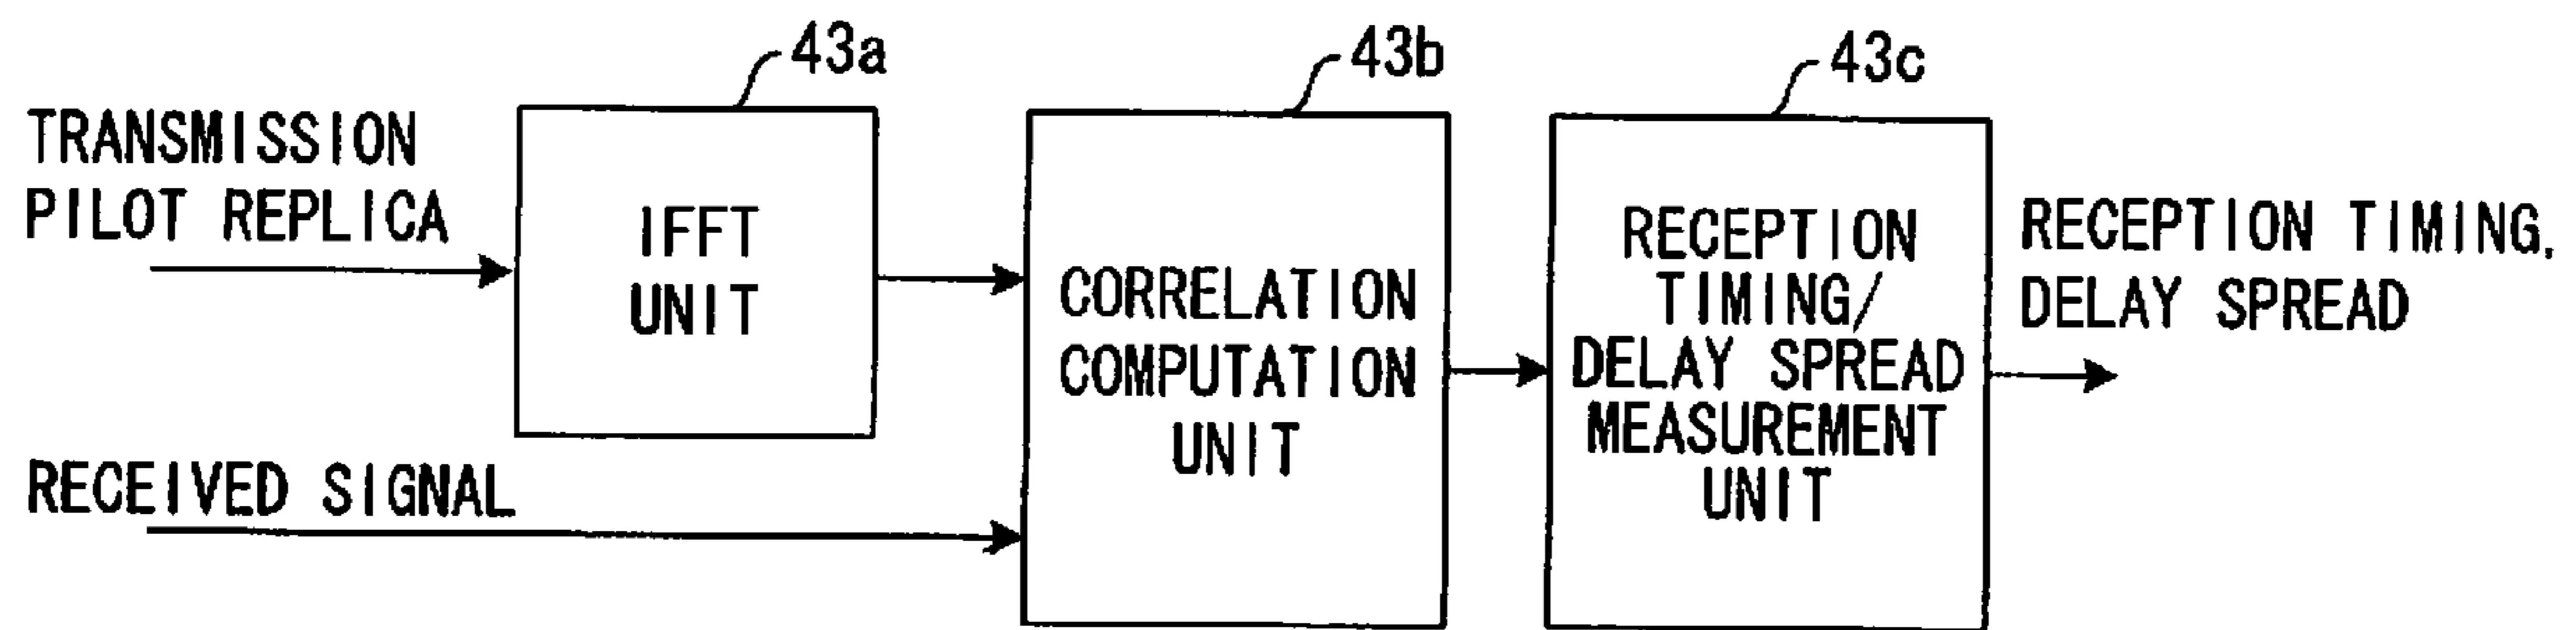 43a
43b
43c
TRANSMISSION
PILOT REPLICA
IFFT
UNIT
RECEIVED SIGNAL
CORRELATION
COMPUTATION
UNIT
RECEPTION
TIMING/
DELAY SPREAD
MEASUREMENT
UNIT
RECEPTION TIMING,
DELAY SPREAD